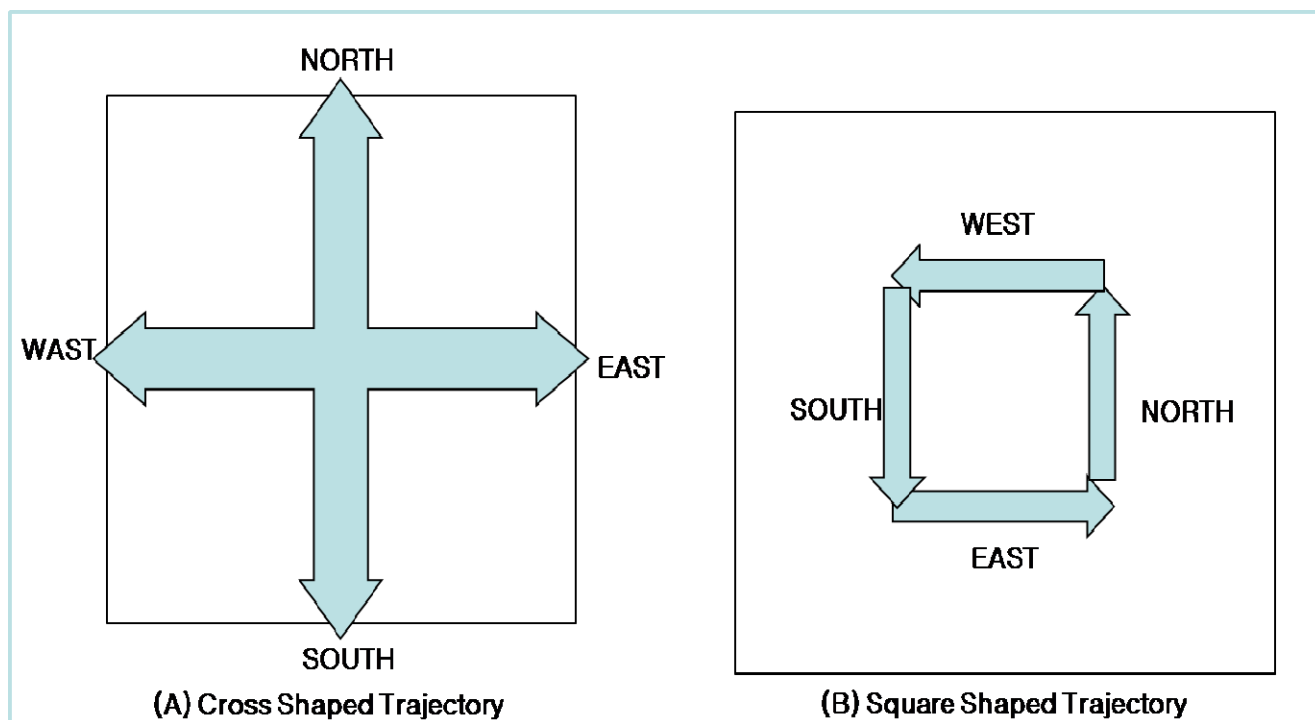 NORTH
WAST
EAST
SOUTH
(A) Cross Shaped Trajectory
WEST
SOUTH
NORTH
EAST
(B) Square Shaped Trajectory